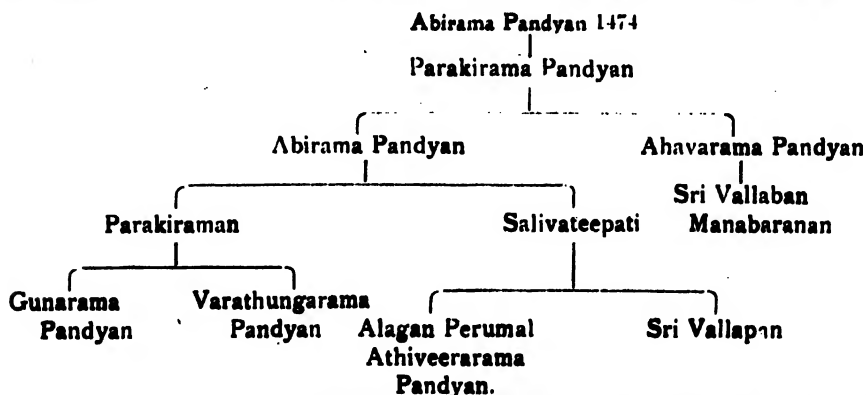 Abirama Pandyan 1474
Parakirama Pandyan
Abirama Pandyan Ahavarama Pandyan
Sri Vallaban
Manabaranan
Parakiraman Salivateepati
Gunarama Varathungarama
Pandyan Pandyan
Alagan Perumal Sri Vallapan
Athiveerarama
Pandyan.